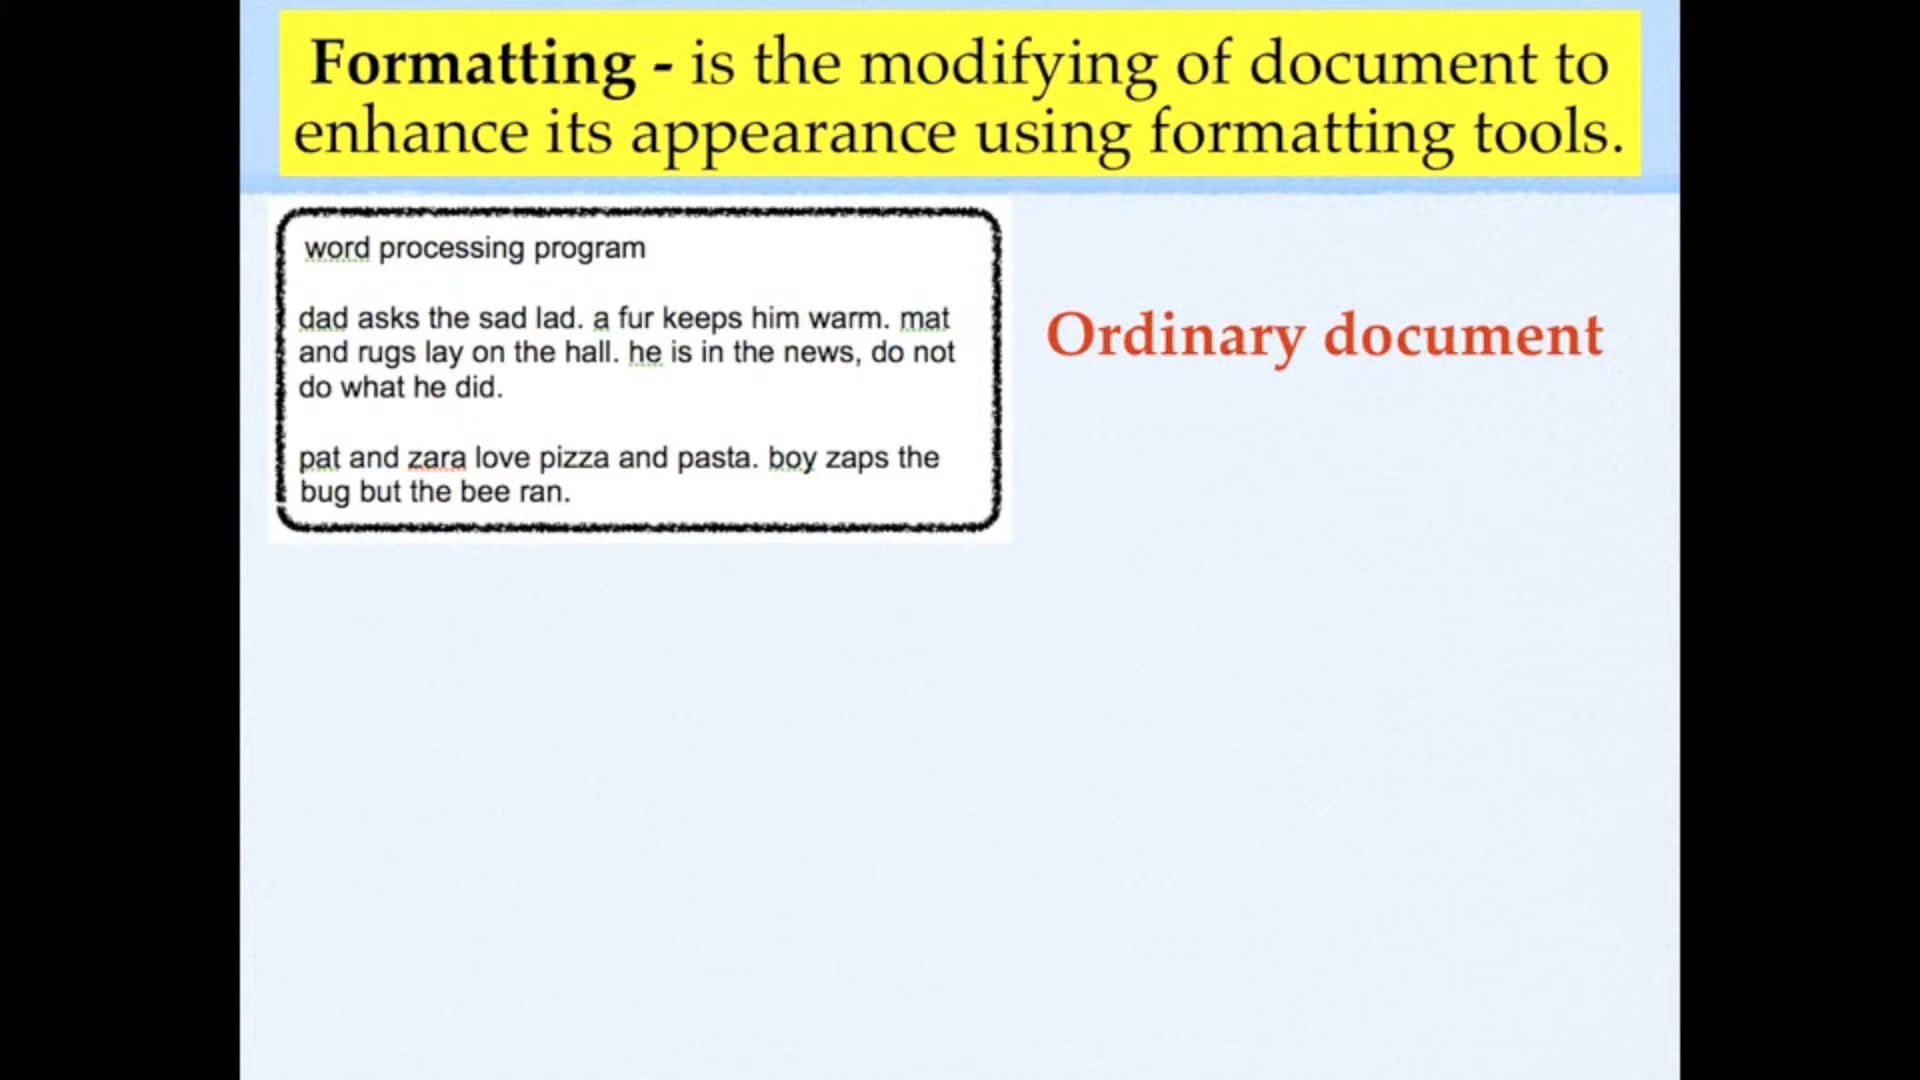 Formatting - is the modifying of document to
enhance its appearance using formatting tools.
word processing program
dad asks the sad lad. a fur keeps him warm. mat
and rugs lay on the hall. he is in the news, do not
do what he did.
pat and zara love pizza and pasta. boy zaps the
bug but the bee ran.
Ordinary document